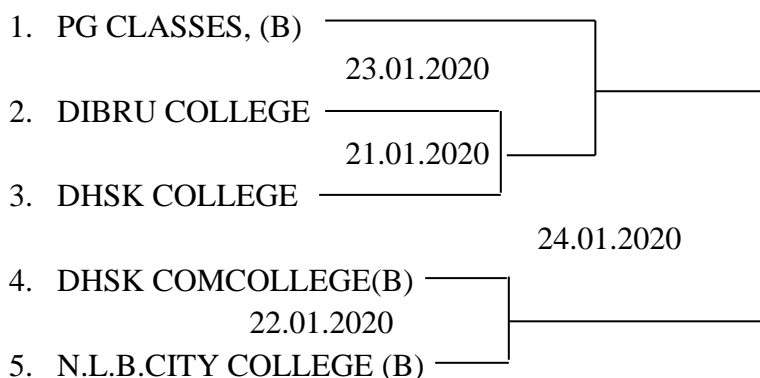 1. PG CLASSES, (B)
23.01.2020
2. DIBRU COLLEGE
21.01.2020
3. DHSK COLLEGE
24.01.2020
4. DHSK COMCOLLEGE(B)
22.01.2020
5. N.L.B.CITY COLLEGE (B)